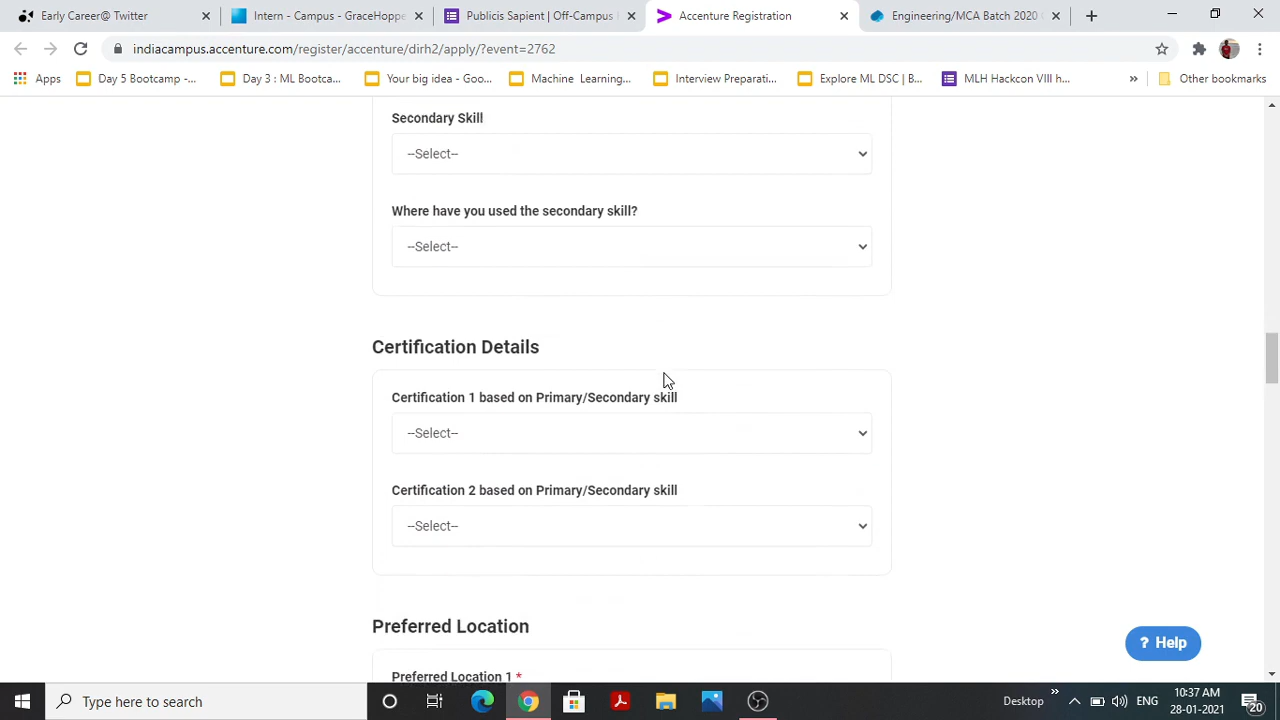 Early Career@ Twitter
Intern - Campus - GraceHop
Publicis Sapient | Off-Campus
Accenture Registration
Engineering/MCA Batch 2020
indiacampus.accenture.com/register/accenture/dirh2/apply/?event=2762
Apps
Day 5 Bootcamp -...
Day 3 : ML Bootca...
Your big idea - Goo...
Machine Learning...
Interview Preparati...
Explore ML DSC | B...
MLH Hackcon VIII h...
»
Other bookmarks
Secondary Skill
--Select--
Where have you used the secondary skill?
--Select--
Certification Details
Certification 1 based on Primary/Secondary skill
--Select--
Certification 2 based on Primary/Secondary skill
--Select--
Preferred Location
Preferred Location 1 *
? Help
Type here to search
Desktop
»
ENG
10:37 AM
28-01-2021
20